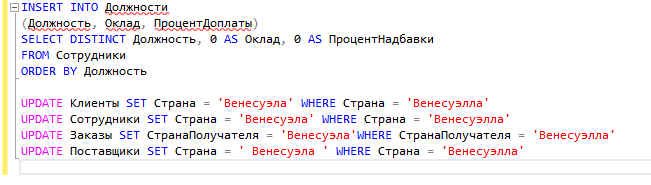 INSERT INTO Должности
(Должность, Оклад, ПроцентДоплаты)
SELECT DISTINCT Должность, 0 AS Оклад, 0 AS ПроцентНадбавки
FROM Сотрудники
ORDER BY Должность
UPDATE Клиенты SET Страна = 'Венесуэла' WHERE Страна = 'Венесуэлла'
UPDATE Сотрудники SET Страна = 'Венесуэла' WHERE Страна = 'Венесуэлла'
UPDATE Заказы SET СтранаПолучателя = 'Венесуэла'WHERE СтранаПолучателя = 'Венесуэлла'
UPDATE Поставщики SET Страна = ' Венесуэла ' WHERE Страна = 'Венесуэлла'